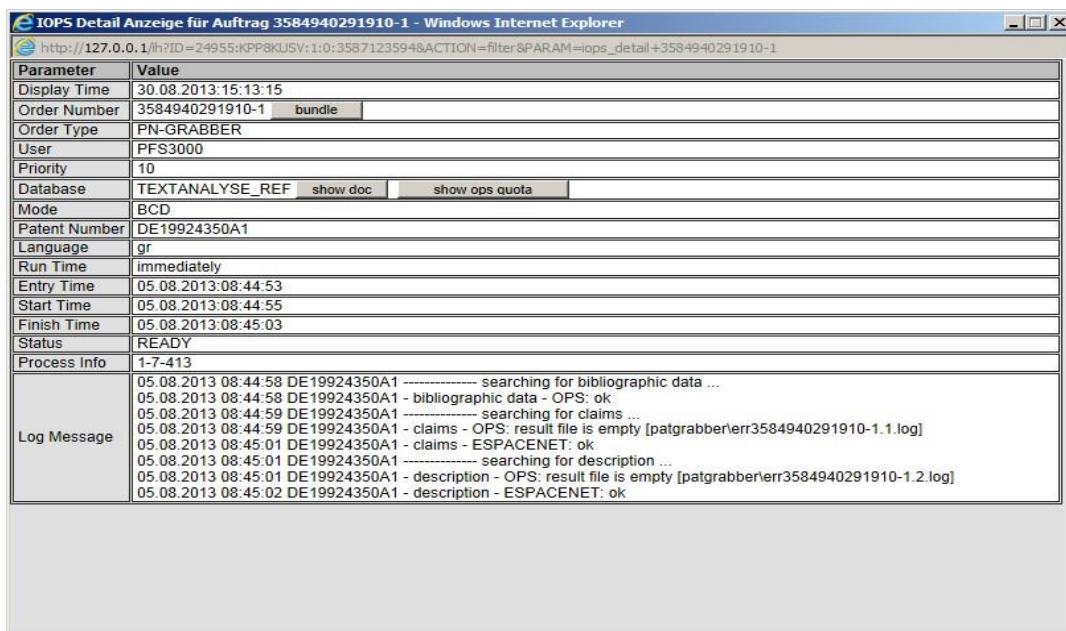 IOPS Detail Anzeige für Auftrag 3584940291910-1 - Windows Internet Explorer
http://127.0.0.1/ih?ID=24955:KPP8KUSV:1:0:3587123594&ACTION=filter&PARAM=iops_detail+3584940291910-1
Parameter Value
Display Time 30.08.2013:15:13:15
Order Number 3584940291910-1 bundle
Order Type PN-GRABBER
User PFS3000
Priority 10
Database TEXTANALYSE_REF show doc show ops quota
Mode BCD
Patent Number DE19924350A1
Language gr
Run Time immediately
Entry Time 05.08.2013:08:44:53
Start Time 05.08.2013:08:44:55
Finish Time 05.08.2013:08:45:03
Status READY
Process Info 1-7-413
Log Message
05.08.2013 08:44:58 DE19924350A1 -------------- searching for bibliographic data ...
05.08.2013 08:44:58 DE19924350A1 - bibliographic data - OPS: ok
05.08.2013 08:44:59 DE19924350A1 -------------- searching for claims ...
05.08.2013 08:44:59 DE19924350A1 - claims - OPS: result file is empty [patgrabber\err3584940291910-1.1.log]
05.08.2013 08:45:01 DE19924350A1 - claims - ESPACENET: ok
05.08.2013 08:45:01 DE19924350A1 -------------- searching for description ...
05.08.2013 08:45:01 DE19924350A1 - description - OPS: result file is empty [patgrabber\err3584940291910-1.2.log]
05.08.2013 08:45:02 DE19924350A1 - description - ESPACENET: ok